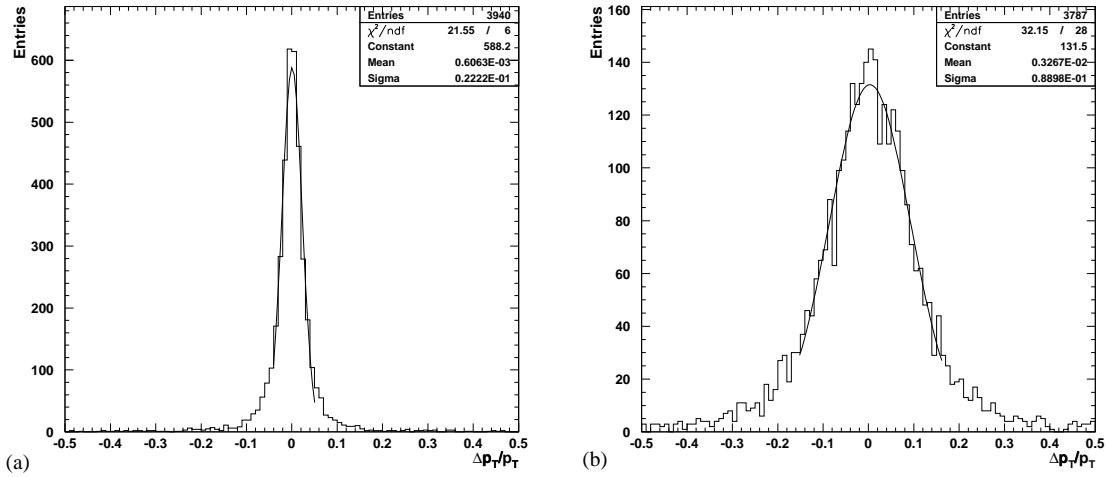 Entries 3940
χ²/ndf 21.55 / 6
Constant 588.2
Mean 0.6063E-03
Sigma 0.2222E-01
Entries
600
500
400
300
200
100
0
-0.5 -0.4 -0.3 -0.2 -0.1 0 0.1 0.2 0.3 0.4 0.5
Δp_T/p_T
(a)
Entries 3787
χ²/ndf 32.15 / 28
Constant 131.5
Mean 0.3267E-02
Sigma 0.8898E-01
Entries
160
140
120
100
80
60
40
20
0
-0.5 -0.4 -0.3 -0.2 -0.1 0 0.1 0.2 0.3 0.4 0.5
Δp_T/p_T
(b)